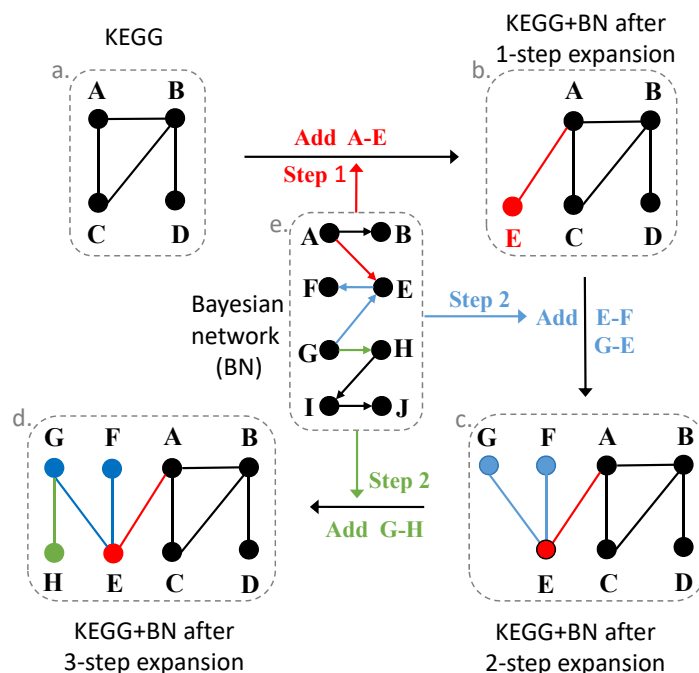 KEGG
KEGG+BN after
1-step expansion
a.
A B
C D
Add A-E
Step 1
b.
A B
E C D
e.
A B
F E
G H
I J
Bayesian
network
(BN)
Step 2
Add E-F
G-E
d.
G F A B
H E C D
Step 2
Add G-H
c.
G F A B
E C D
KEGG+BN after
3-step expansion
KEGG+BN after
2-step expansion